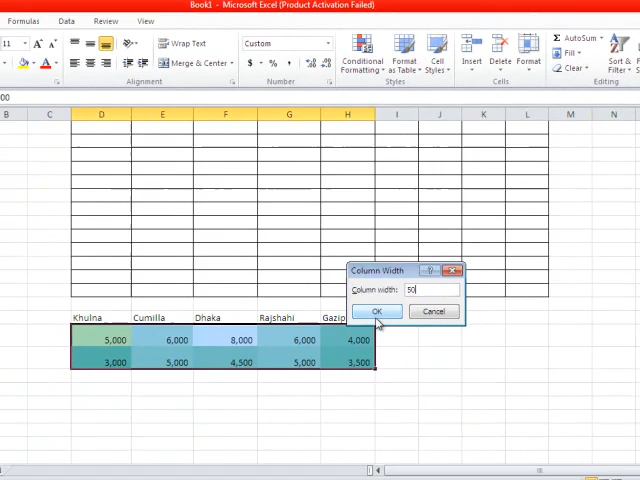 Book1 - Microsoft Excel (Product Activation Failed)
Formulas Data Review View
11 Wrap Text Custom AutoSum
Fill
Merge & Center $ % , Conditional Formatting Format as Table Cell Styles Insert Delete Format Clear Sort & Filter
Alignment Number Styles Cells Editing
00
B C D E F G H I J K L M N
Column Width
Column width: 50
OK Cancel
Khulna Cumilla Dhaka Rajshahi Gazip
5,000 6,000 8,000 6,000 4,000
3,000 5,000 4,500 5,000 3,500